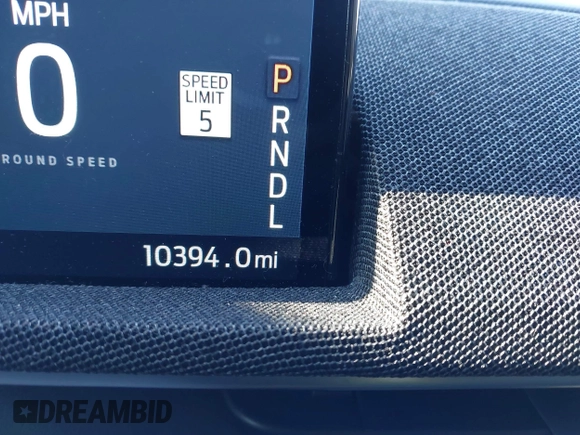 MPH
0
ROUND SPEED
SPEED
LIMIT
5
P
R
N
D
L
10394.0mi
DREAMBID